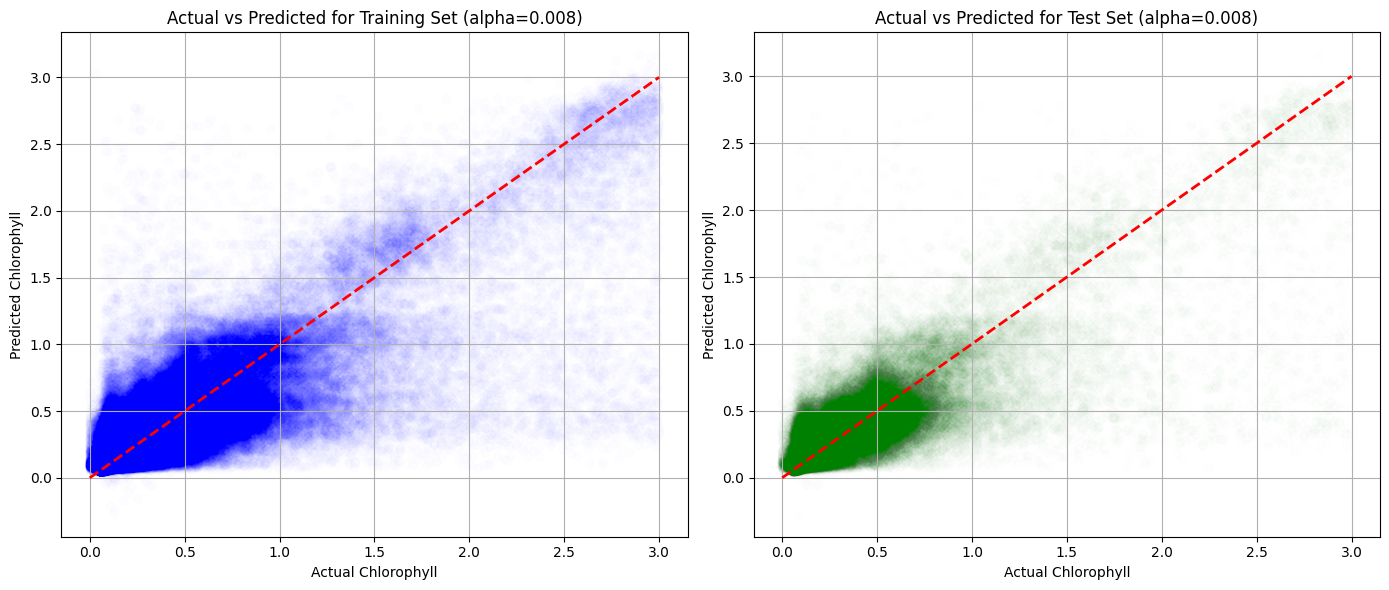 Actual vs Predicted for Training Set (alpha=0.008)
Predicted Chlorophyll
3.0
2.5
2.0
1.5
1.0
0.5
0.0
0.0 0.5 1.0 1.5 2.0 2.5 3.0
Actual Chlorophyll
Actual vs Predicted for Test Set (alpha=0.008)
Predicted Chlorophyll
3.0
2.5
2.0
1.5
1.0
0.5
0.0
0.0 0.5 1.0 1.5 2.0 2.5 3.0
Actual Chlorophyll